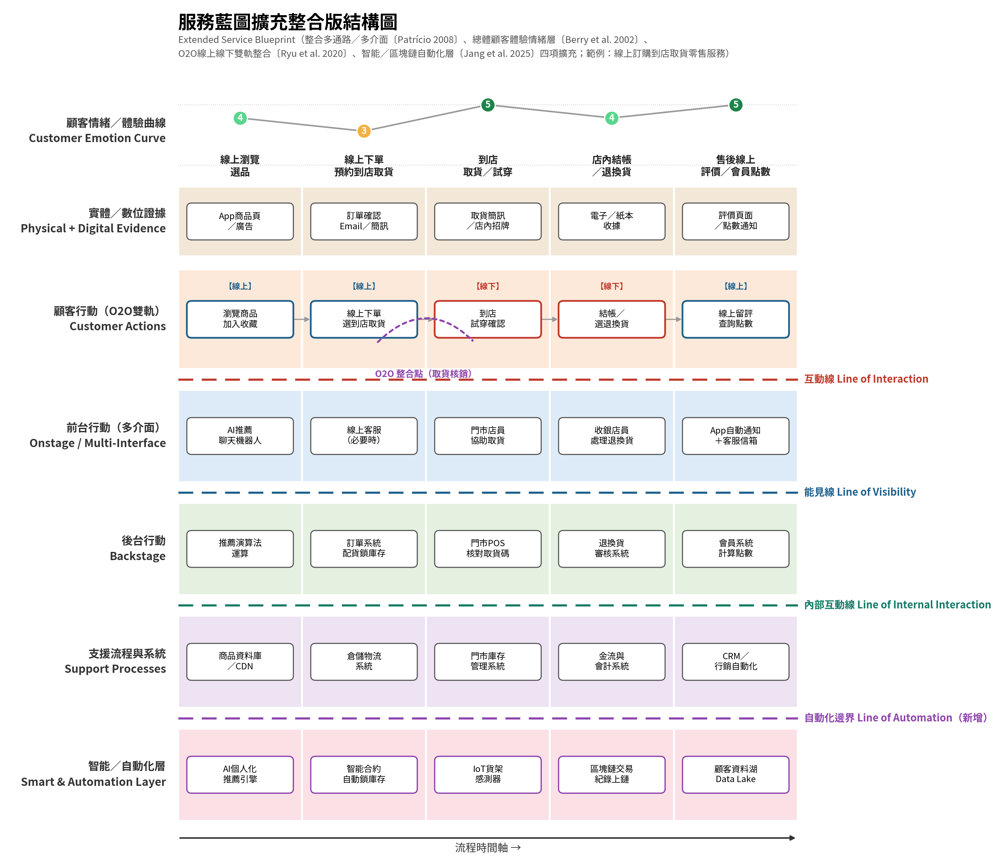 服務藍圖擴充整合版結構圖
Extended Service Blueprint（整合多通路／多介面〔Patrício 2008〕、總體顧客體驗情緒層〔Berry et al. 2002〕、
O2O線上線下雙軌整合〔Ryu et al. 2020〕、智能／區塊鏈自動化層〔Jang et al. 2025〕四項擴充；範例：線上訂購到店取貨零售服務）
顧客情緒／體驗曲線
Customer Emotion Curve
4
3
5
4
5
線上瀏覽
選品
線上下單
預約到店取貨
到店
取貨／試穿
店內結帳
／退換貨
售後線上
評價／會員點數
實體／數位證據
Physical + Digital Evidence
App商品頁
／廣告
訂單確認
Email／簡訊
取貨簡訊
／店內招牌
電子／紙本
收據
評價頁面
／點數通知
顧客行動（O2O雙軌）
Customer Actions
【線上】
瀏覽商品
加入收藏
【線上】
線上下單
選到店取貨
【線下】
到店
試穿確認
【線下】
結帳／
選退換貨
【線上】
線上留評
查詢點數
O2O 整合點（取貨核銷）
互動線 Line of Interaction
前台行動（多介面）
Onstage / Multi-Interface
AI推薦
聊天機器人
線上客服
（必要時）
門市店員
協助取貨
收銀店員
處理退換貨
App自動通知
＋客服信箱
能見線 Line of Visibility
後台行動
Backstage
推薦演算法
運算
訂單系統
配貨鎖庫存
門市POS
核對取貨碼
退換貨
審核系統
會員系統
計算點數
內部互動線 Line of Internal Interaction
支援流程與系統
Support Processes
商品資料庫
／CDN
倉儲物流
系統
門市庫存
管理系統
金流與
會計系統
CRM／
行銷自動化
自動化邊界 Line of Automation（新增）
智能／自動化層
Smart & Automation Layer
AI個人化
推薦引擎
智能合約
自動鎖庫存
IoT貨架
感測器
區塊鏈交易
紀錄上鏈
顧客資料湖
Data Lake
流程時間軸 →